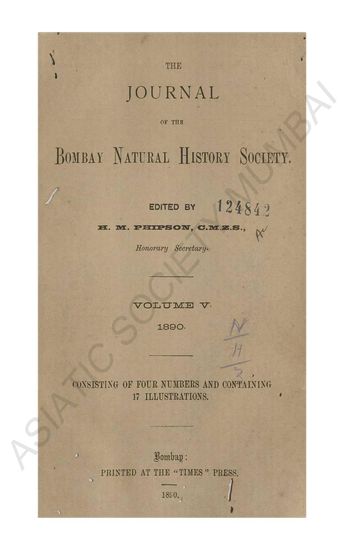 THE
JOURNAL
OF THE
BOMBAY NATURAL HISTORY SOCIETY.
EDITED BY
124842
H. M. PHIPSON, C.M.Z.S.,
Honorary Secretary.
VOLUME V.
1890.
N
H
CONSISTING OF FOUR NUMBERS AND CONTAINING
17 ILLUSTRATIONS.
Bombay:
PRINTED AT THE "TIMES" PRESS.
1890.
ASIATIC SOCIETY MUMBAI